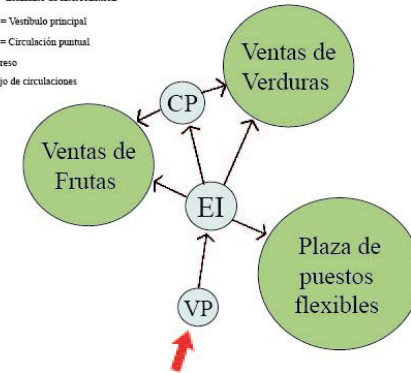 = Vestíbulo principal
= Circulación puntual
reso
jo de circulaciones
Ventas de
Verduras
CP
Ventas de
Frutas
EI
Plaza de
puestos
flexibles
VP